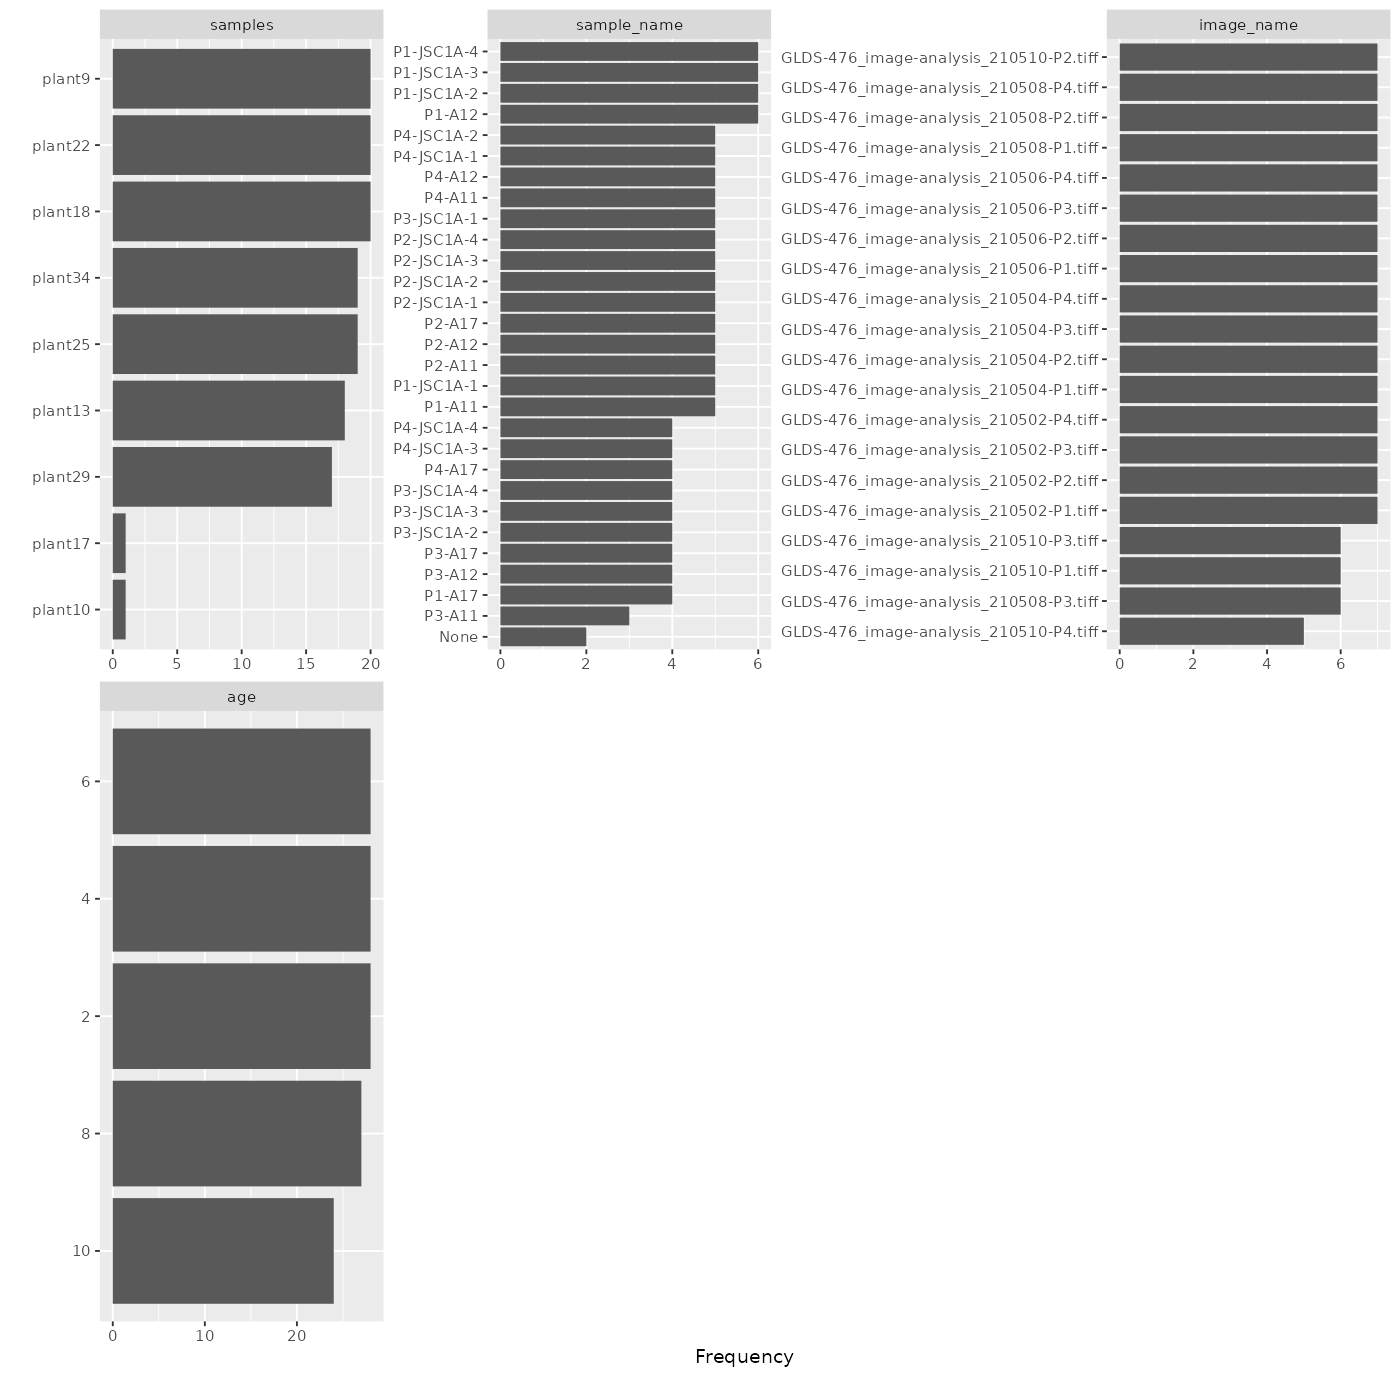 samples
plant9
plant22
plant18
plant34
plant25
plant13
plant29
plant17
plant10
0 5 10 15 20
sample_name
P1-JSC1A-4
P1-JSC1A-3
P1-JSC1A-2
P1-A12
P4-JSC1A-2
P4-JSC1A-1
P4-A12
P4-A11
P3-JSC1A-1
P2-JSC1A-4
P2-JSC1A-3
P2-JSC1A-2
P2-JSC1A-1
P2-A17
P2-A12
P2-A11
P1-JSC1A-1
P1-A11
P4-JSC1A-4
P4-JSC1A-3
P4-A17
P3-JSC1A-4
P3-JSC1A-3
P3-JSC1A-2
P3-A17
P3-A12
P1-A17
P3-A11
None
0 2 4 6
image_name
GLDS-476_image-analysis_210510-P2.tiff
GLDS-476_image-analysis_210508-P4.tiff
GLDS-476_image-analysis_210508-P2.tiff
GLDS-476_image-analysis_210508-P1.tiff
GLDS-476_image-analysis_210506-P4.tiff
GLDS-476_image-analysis_210506-P3.tiff
GLDS-476_image-analysis_210506-P2.tiff
GLDS-476_image-analysis_210506-P1.tiff
GLDS-476_image-analysis_210504-P4.tiff
GLDS-476_image-analysis_210504-P3.tiff
GLDS-476_image-analysis_210504-P2.tiff
GLDS-476_image-analysis_210504-P1.tiff
GLDS-476_image-analysis_210502-P4.tiff
GLDS-476_image-analysis_210502-P3.tiff
GLDS-476_image-analysis_210502-P2.tiff
GLDS-476_image-analysis_210502-P1.tiff
GLDS-476_image-analysis_210510-P3.tiff
GLDS-476_image-analysis_210510-P1.tiff
GLDS-476_image-analysis_210508-P3.tiff
GLDS-476_image-analysis_210510-P4.tiff
0 2 4 6
age
6
4
2
8
10
0 10 20
Frequency